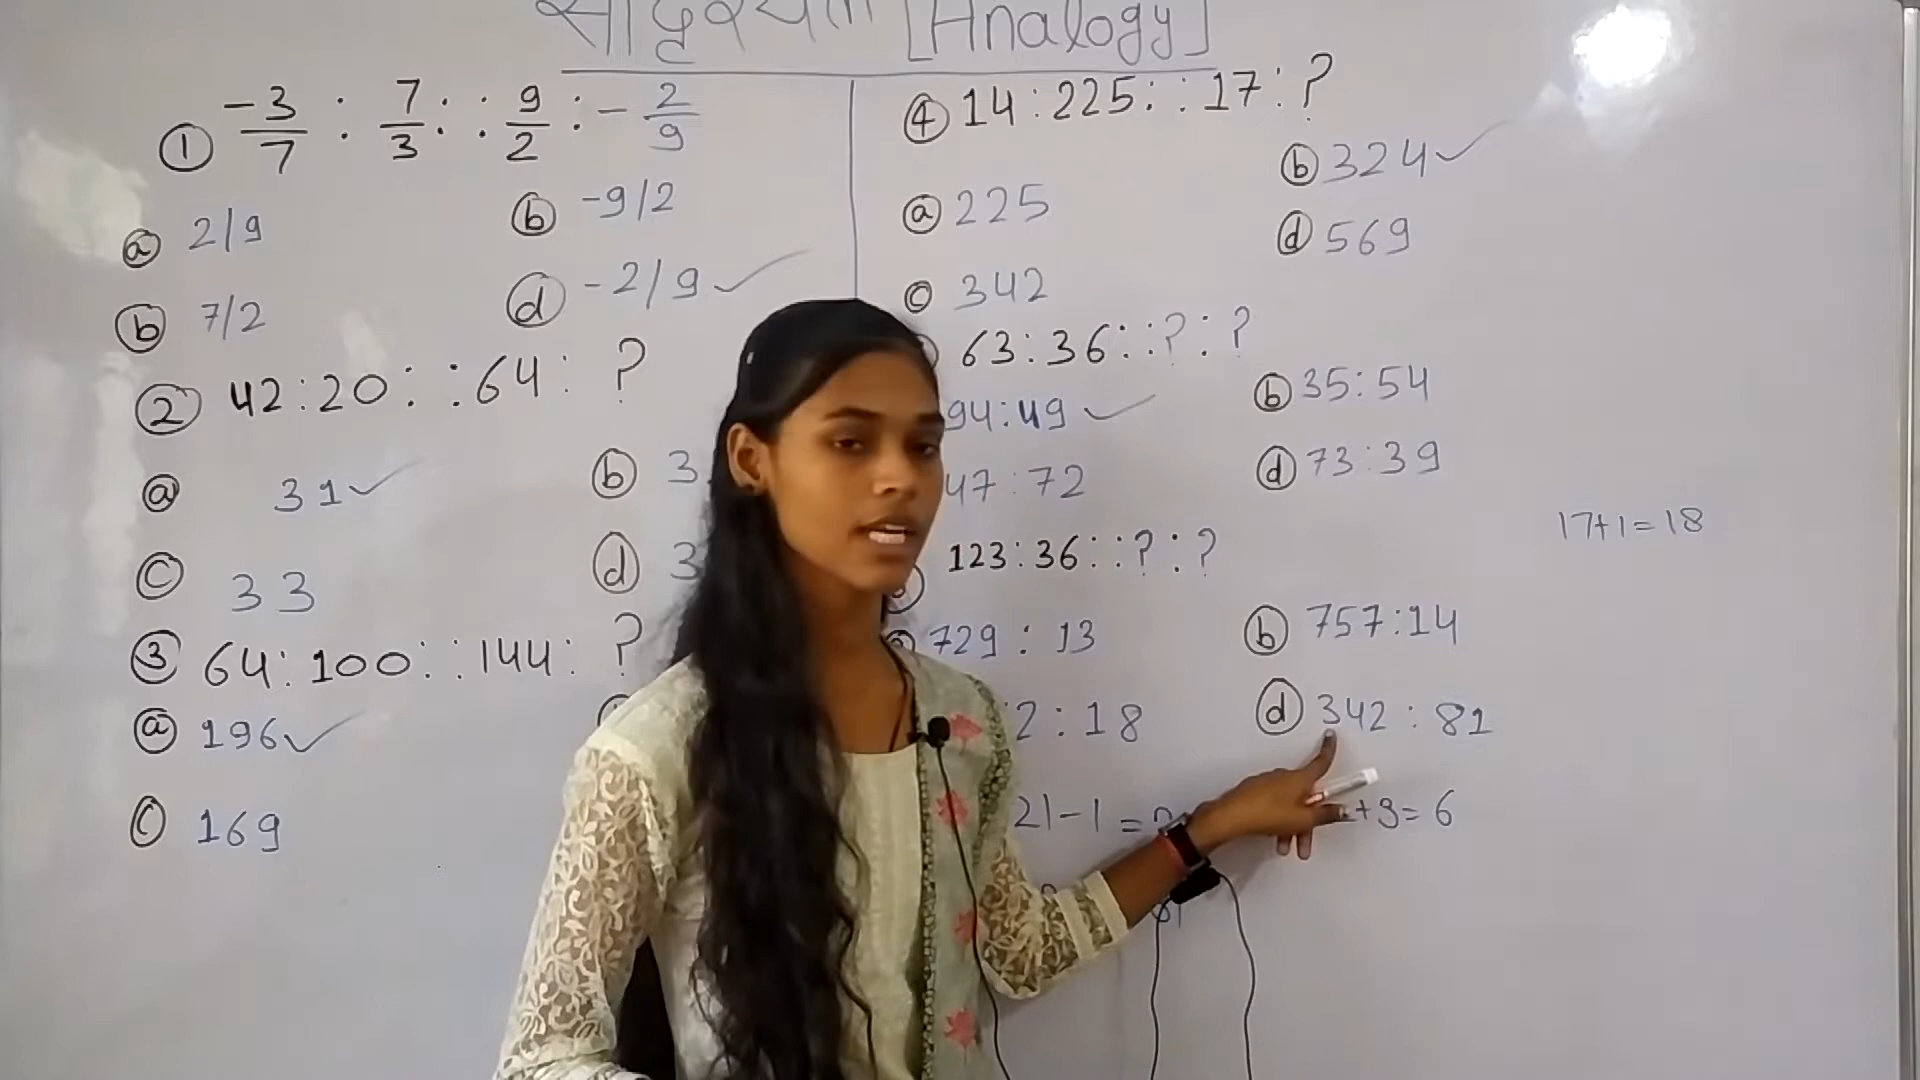 सादृश्यता [Analogy]
① -3/7 : 7/3 :: 9/2 : -2/9
ⓐ 2/9
ⓑ -9/2
ⓑ 7/2
ⓓ -2/9 ✓
② 42:20::64: ?
ⓐ 31 ✓
ⓑ 3
ⓒ 33
ⓓ 3
③ 64:100::144: ?
ⓐ 196 ✓
ⓒ 169
④ 14:225::17:?
ⓑ 324 ✓
ⓐ 225
ⓓ 569
ⓒ 342
63:36::?:?
94:49 ✓
ⓑ 35:54
47:72
ⓓ 73:39
123:36::?:?
ⓐ 729 : 13
ⓑ 757:14
2:18
ⓓ 342:81
21-1 =
+3=6
17+1=18